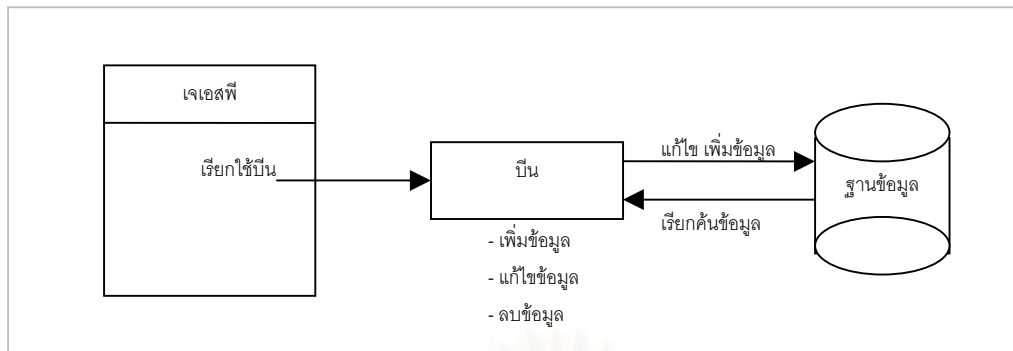 เจเอสพี
เรียกใช้บีน
บีน
แก้ไข เพิ่มข้อมูล
ฐานข้อมูล
เรียกค้นข้อมูล
- เพิ่มข้อมูล
- แก้ไขข้อมูล
- ลบข้อมูล